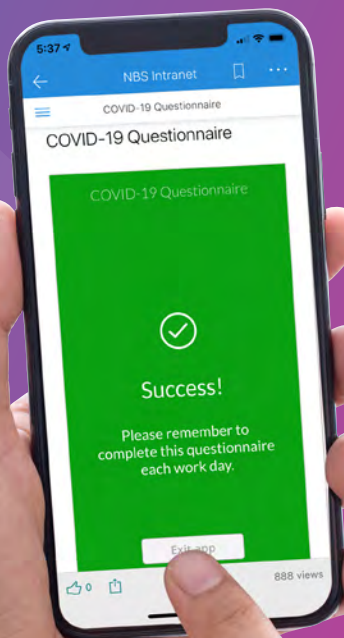 5:37
NBS Intranet
COVID-19 Questionnaire
COVID-19 Questionnaire
COVID-19 Questionnaire
Success!
Please remember to
complete this questionnaire
each work day.
Exit app
0
888 views